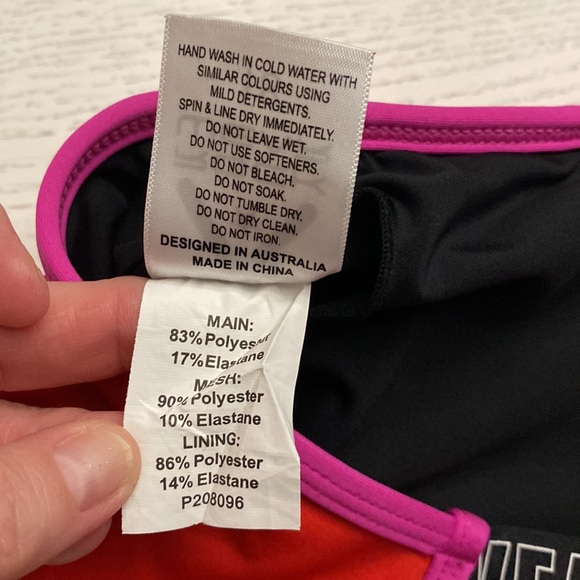 HAND WASH IN COLD WATER WITH
SIMILAR COLOURS USING
MILD DETERGENTS.
SPIN & LINE DRY IMMEDIATELY.
DO NOT LEAVE WET.
DO NOT USE SOFTENERS.
DO NOT BLEACH.
DO NOT SOAK.
DO NOT TUMBLE DRY.
DO NOT DRY CLEAN.
DO NOT IRON.
DESIGNED IN AUSTRALIA
MADE IN CHINA
MAIN:
83% Polyester
17% Elastane
MESH:
90% Polyester
10% Elastane
LINING:
86% Polyester
14% Elastane
P208096